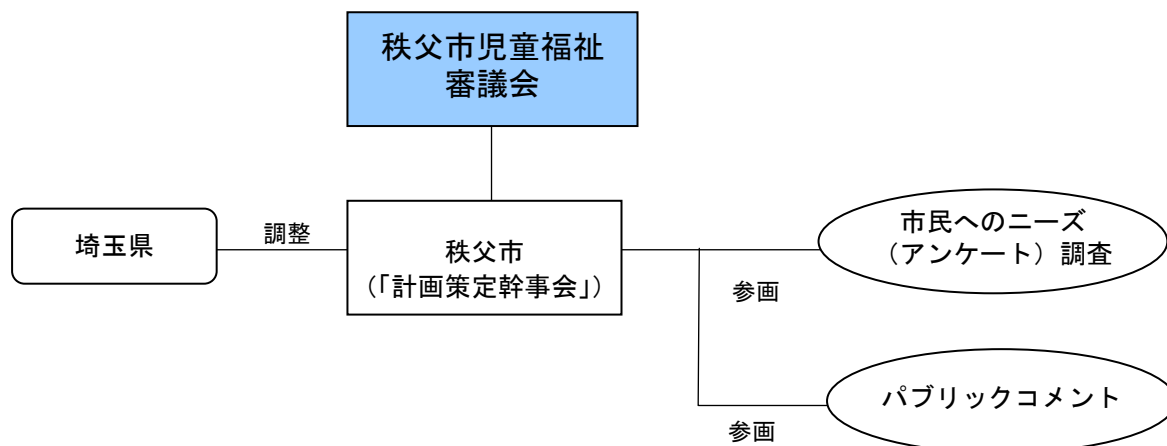 秩父市児童福祉
審議会
埼玉県
調整
秩父市
（｢計画策定幹事会｣）
市民へのニーズ
（アンケート）調査
参画
パブリックコメント
参画